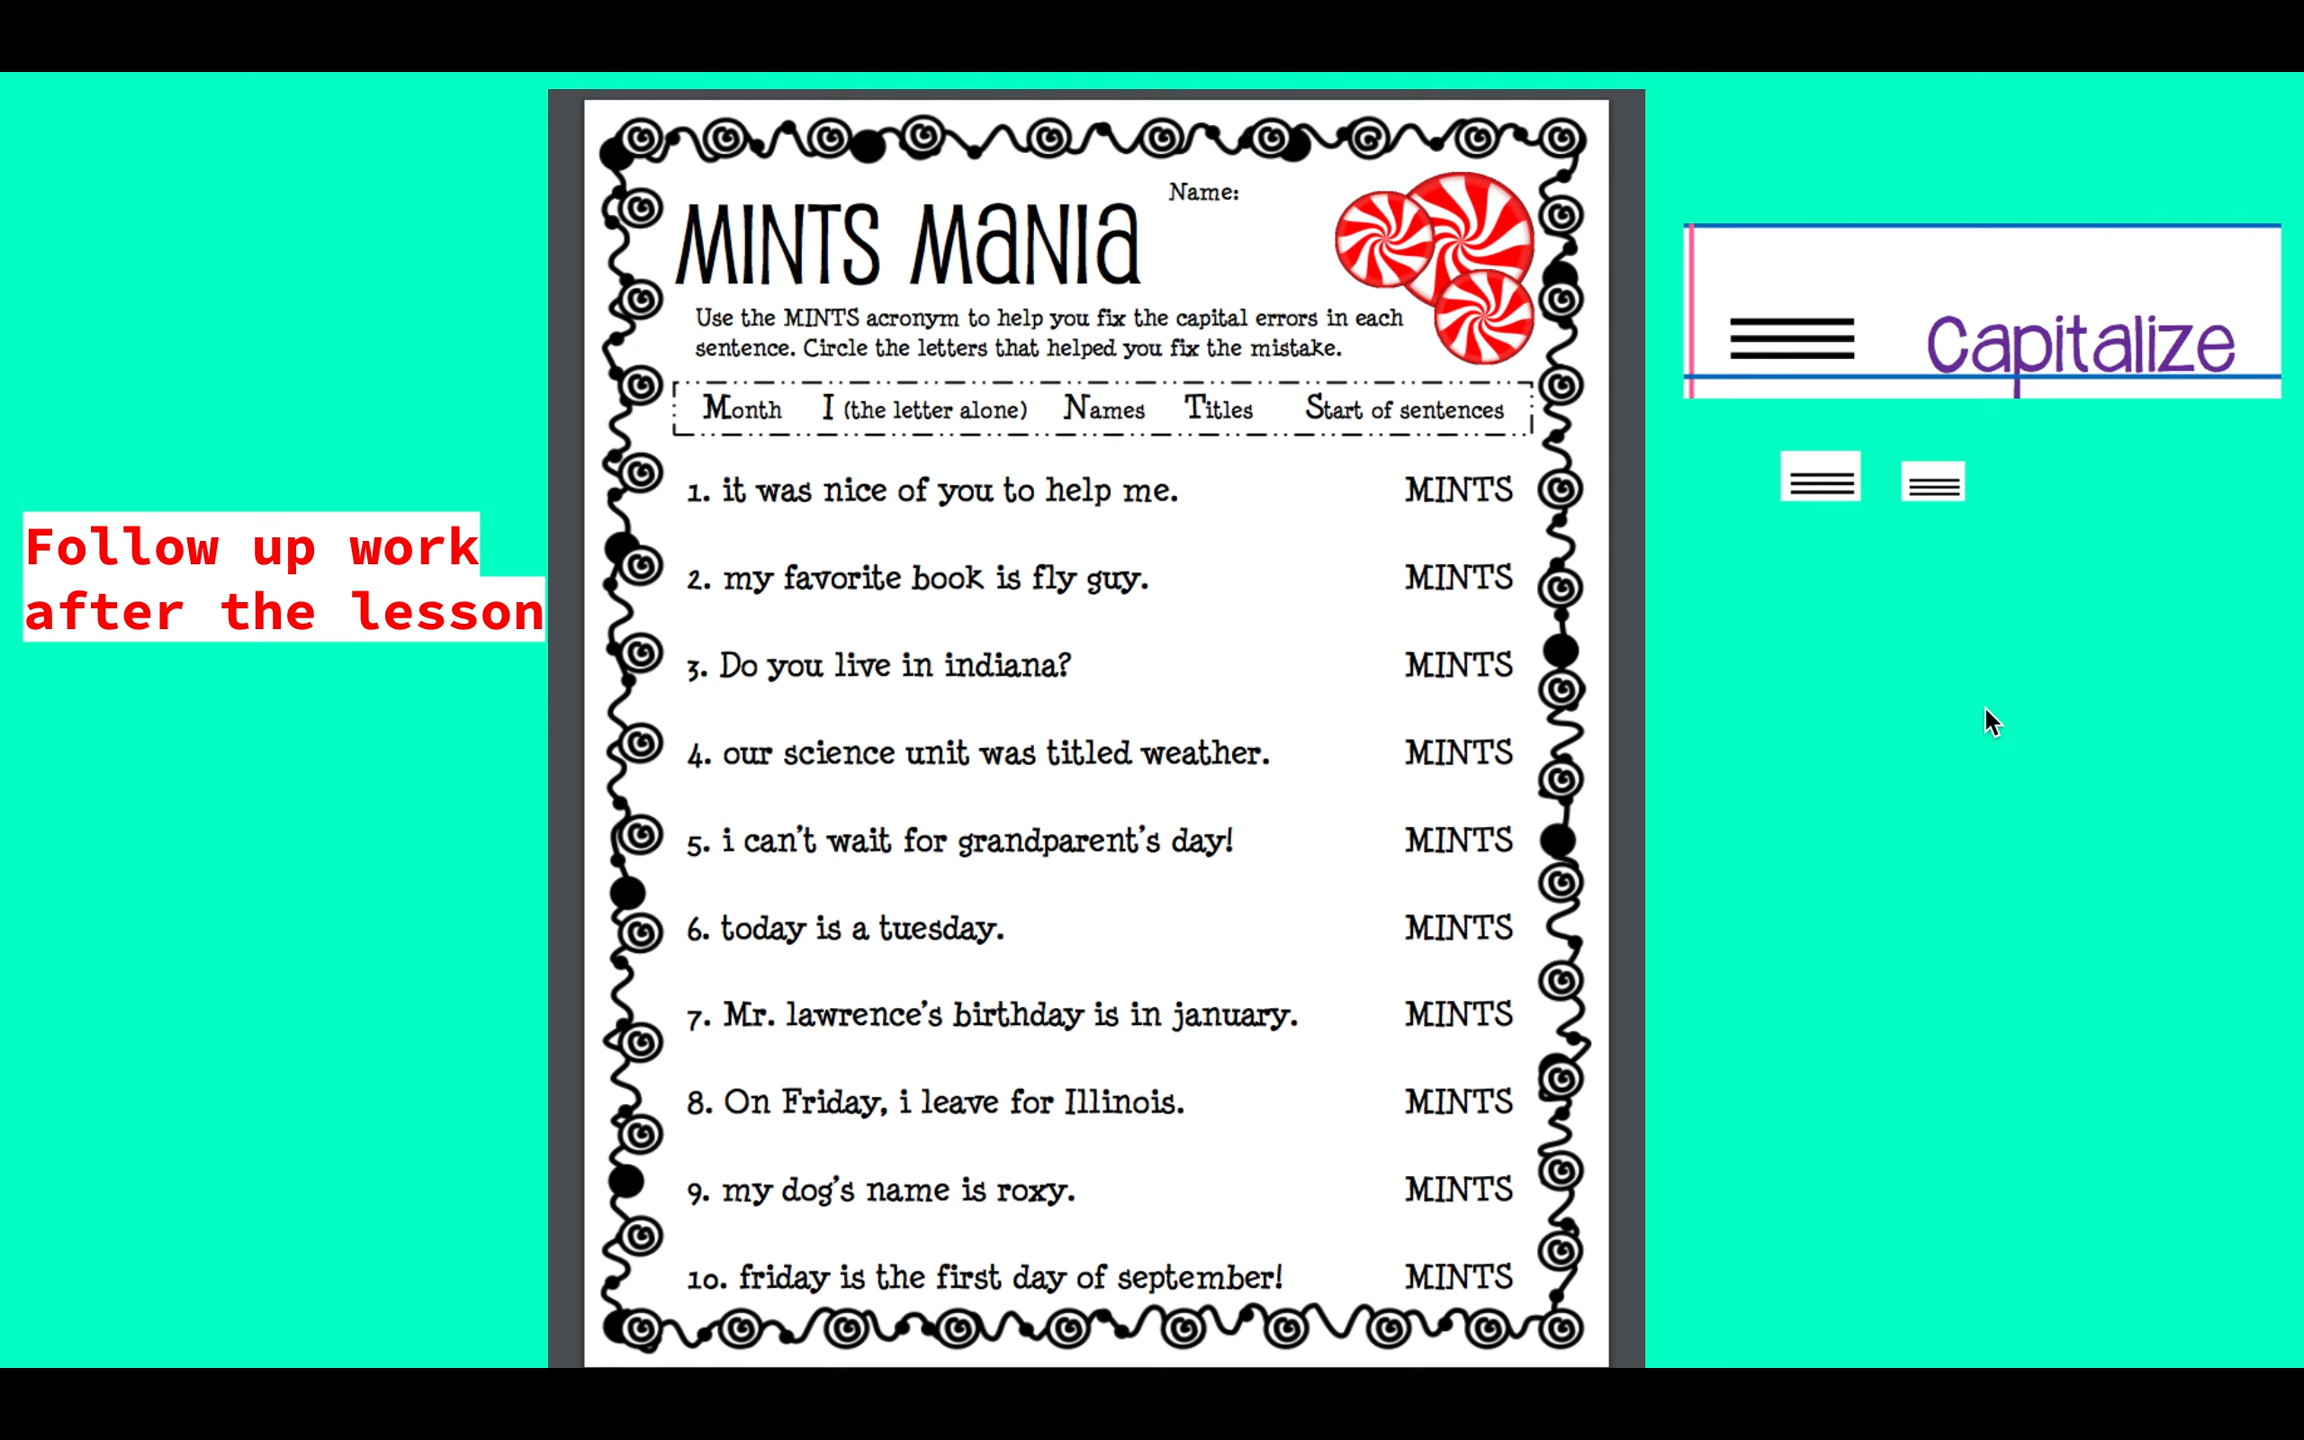 Name:
MINTS MaNIa
Use the MINTS acronym to help you fix the capital errors in each
sentence. Circle the letters that helped you fix the mistake.
Month I (the letter alone) Names Titles Start of sentences
1. it was nice of you to help me. MINTS
2. my favorite book is fly guy. MINTS
3. Do you live in indiana? MINTS
4. our science unit was titled weather. MINTS
5. i can't wait for grandparent's day! MINTS
6. today is a tuesday. MINTS
7. Mr. lawrence's birthday is in january. MINTS
8. On Friday, i leave for Illinois. MINTS
9. my dog's name is roxy. MINTS
10. friday is the first day of september! MINTS
Follow up work
after the lesson
Capitalize